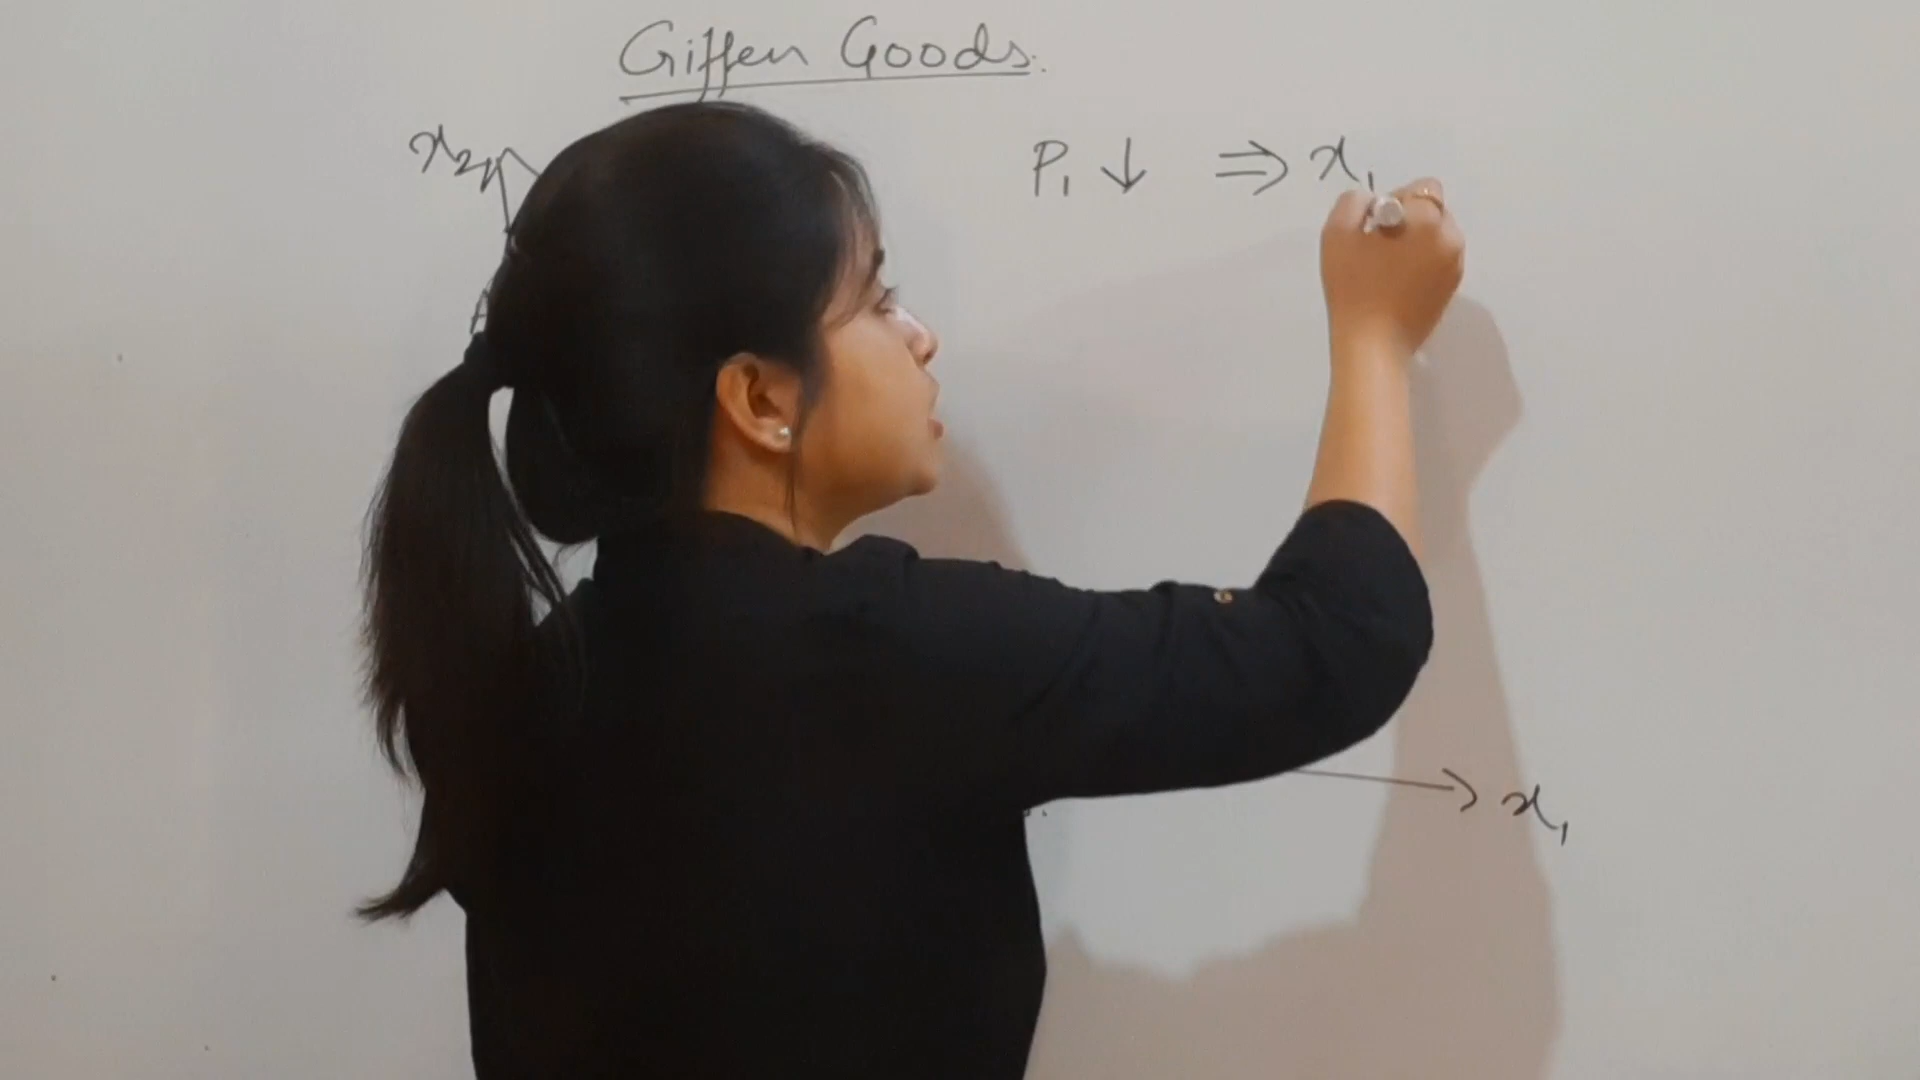 Giffen Goods.
x₂
P₁ ↓ ⇒ x₁
A
x₁